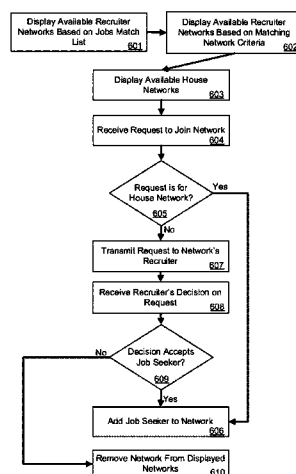 Display Available Recruiter
Networks Based on Jobs Match
List
601
Display Available Recruiter
Networks Based on Matching
Network Criteria
602
Display Available House
Networks
603
Receive Request to Join Network
604
Request is for
House Network?
605
Yes
No
Transmit Request to Network's
Recruiter
607
Receive Recruiter's Decision on
Request
608
No
Decision Accepts
Job Seeker?
609
Yes
Add Job Seeker to Network
606
Remove Network From Displayed
Networks
610